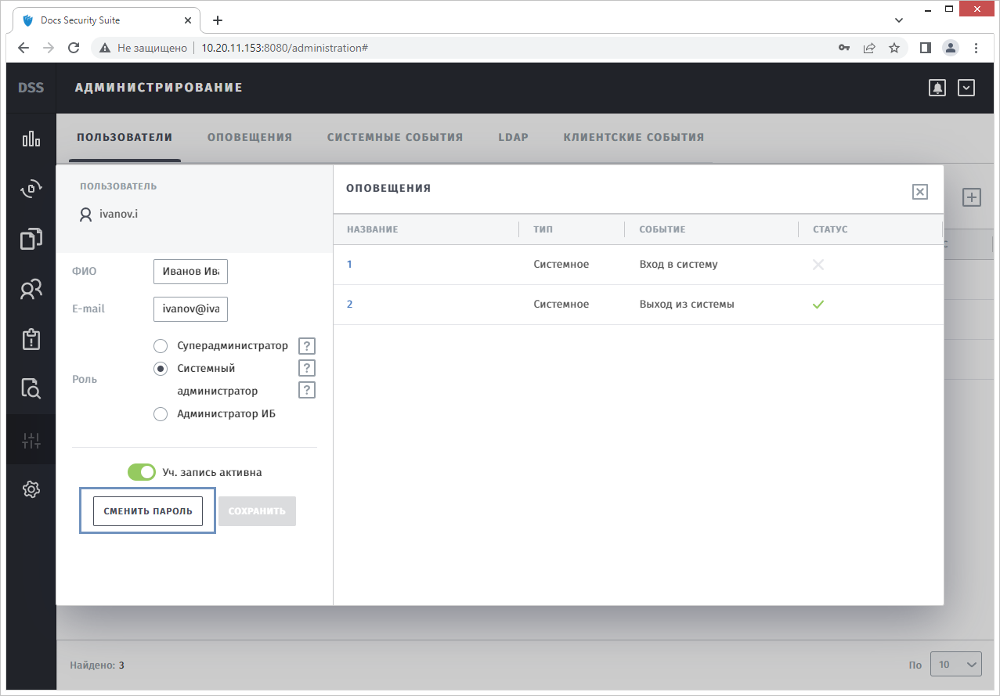 Docs Security Suite
Не защищено 10.20.11.153:8080/administration#
DSS
АДМИНИСТРИРОВАНИЕ
ПОЛЬЗОВАТЕЛИ ОПОВЕЩЕНИЯ СИСТЕМНЫЕ СОБЫТИЯ LDAP КЛИЕНТСКИЕ СОБЫТИЯ
ПОЛЬЗОВАТЕЛЬ
ivanov.i
ФИО Иванов Ив
E-mail ivanov@iva
Роль
Суперадминистратор ?
Системный ?
администратор ?
Администратор ИБ
Уч. запись активна
СМЕНИТЬ ПАРОЛЬ СОХРАНИТЬ
ОПОВЕЩЕНИЯ
НАЗВАНИЕ ТИП СОБЫТИЕ СТАТУС
1 Системное Вход в систему
2 Системное Выход из системы
Найдено: 3
По 10